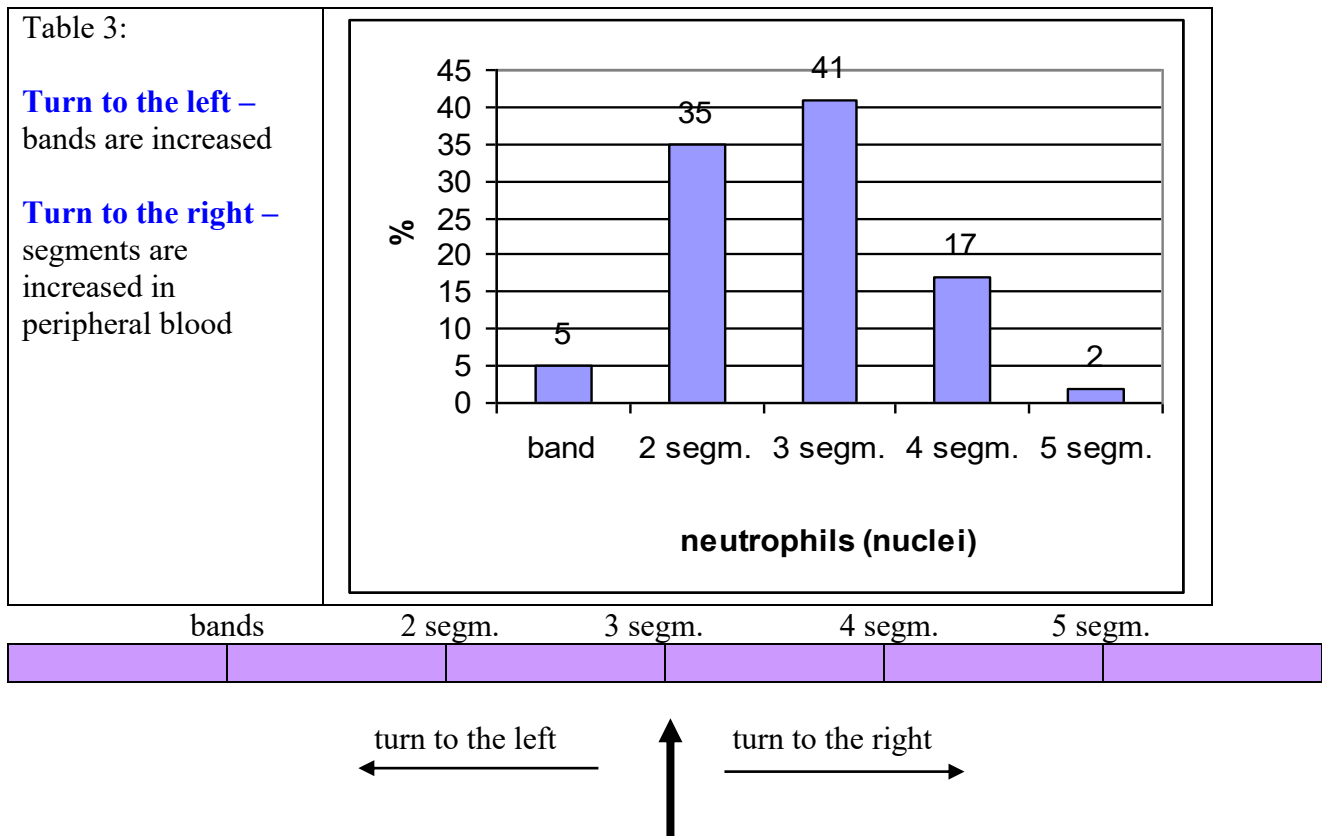 Table 3:
Turn to the left –
bands are increased
Turn to the right –
segments are
increased in
peripheral blood
45
40
35
30
25
20
15
10
5
0
%
5
35
41
17
2
band 2 segm. 3 segm. 4 segm. 5 segm.
neutrophils (nuclei)
bands 2 segm. 3 segm. 4 segm. 5 segm.
turn to the left turn to the right